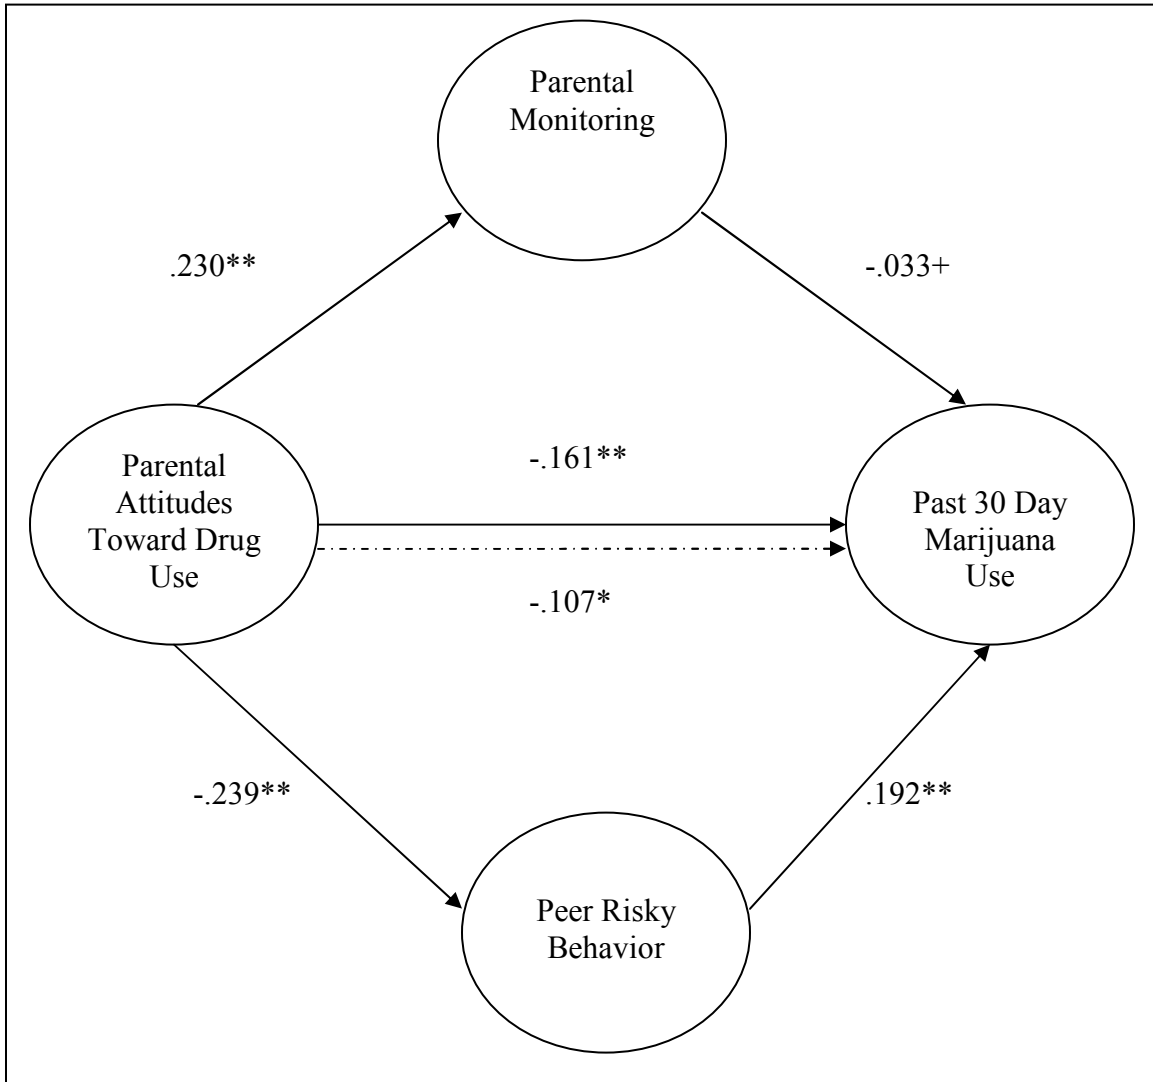 Parental
Monitoring
.230**
-.033+
Parental
Attitudes
Toward Drug
Use
-.161**
-.107*
Past 30 Day
Marijuana
Use
-.239**
.192**
Peer Risky
Behavior